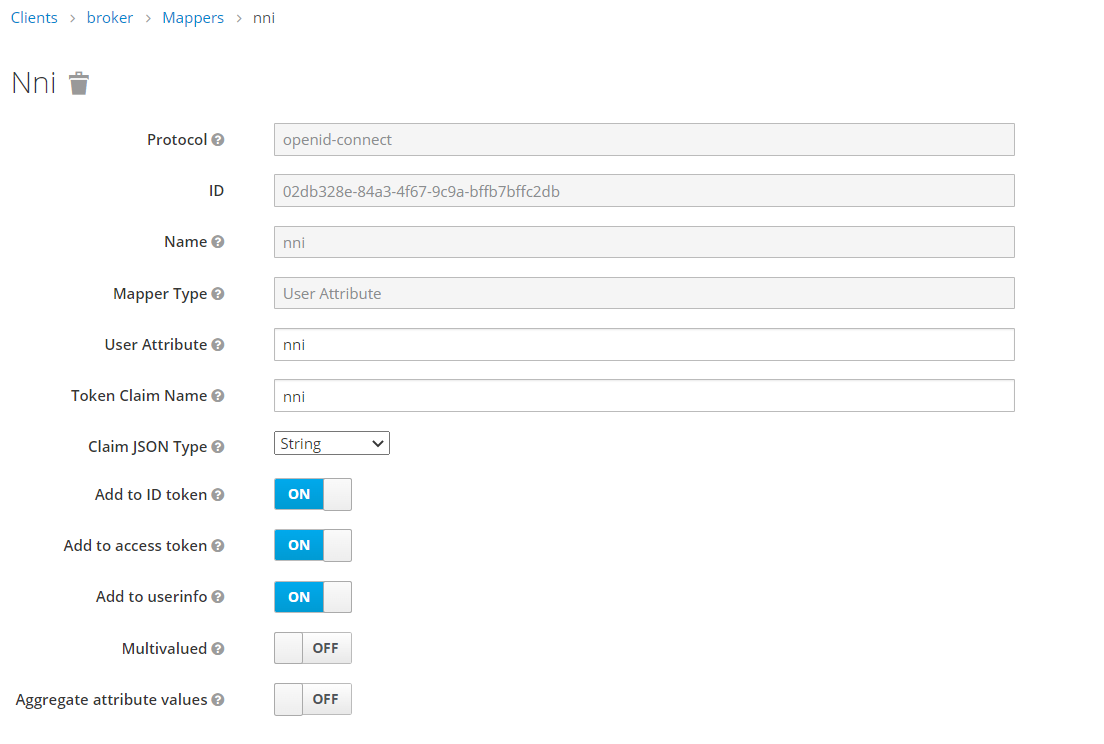 Clients > broker > Mappers > nni
Nni
Protocol openid-connect
ID 02db328e-84a3-4f67-9c9a-bffb7bffc2db
Name nni
Mapper Type User Attribute
User Attribute nni
Token Claim Name nni
Claim JSON Type String
Add to ID token ON
Add to access token ON
Add to userinfo ON
Multivalued OFF
Aggregate attribute values OFF